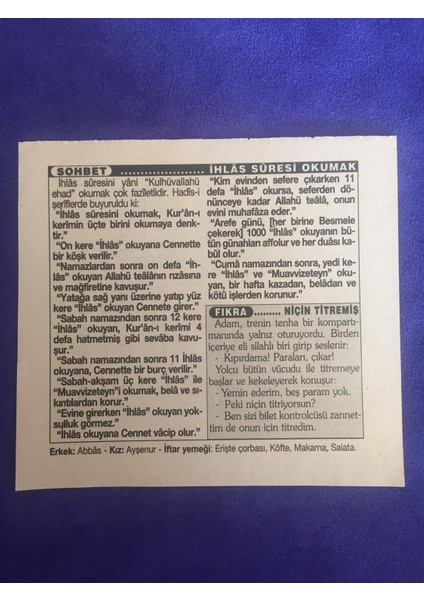 SOHBET ..................... İHLÂS SÛRESİ OKUMAK
İhlâs sûresini yâni “Kulhüvallahü
ehad” okumak çok fazîletlidir. Hadîs-i
şerîflerde buyuruldu ki:
“İhlâs sûresini okumak, Kur’ân-ı
kerîmin üçte birini okumaya denk-
tir.”
“On kere “İhlâs” okuyana Cennette
bir köşk verilir.”
“Namazlardan sonra on defa “İh-
lâs” okuyan Allahü teâlânın rızâsına
ve mağfiretine kavuşur.”
“Yatağa sağ yanı üzerine yatıp yüz
kere “İhlâs” okuyan Cennete girer.”
“Sabah namazından sonra 12 kere
“İhlâs” okuyan, Kur’ân-ı kerîmi 4
defa hatmetmiş gibi sevâba kavu-
şur.”
“Sabah namazından sonra 11 İhlâs
okuyana, Cennette bir burç verilir.”
“Sabah-akşam üç kere “İhlâs” ile
“Muavvizeteyn”i okumak, belâ ve sı-
kıntılardan korur.”
“Evine girerken “İhlâs” okuyan yok-
sulluk görmez.”
“İhlâs okuyana Cennet vâcip olur.”
“Kim evinden sefere çıkarken 11
defa “İhlâs” okursa, seferden dö-
nünceye kadar Allahü teâlâ, onun
evini muhâfaza eder.”
“Arefe günü, [her birine Besmele
çekerek] 1000 “İhlâs” okuyanın bü-
tün günahları affolur ve her duâsı ka-
bûl olur.”
“Cumâ namazından sonra, yedi ke-
re “İhlâs” ve “Muavvizeteyn” oku-
yan, bir hafta kazadan, belâdan ve
kötü işlerden korunur.”
FIKRA ......... NİÇİN TİTREMİŞ
Adam, trenin tenha bir komparti-
manında yalnız oturuyordu. Birden
içeriye eli silahlı biri girip seslenir:
- Kıpırdama! Paraları, çıkar!
Yolcu bütün vücudu ile titremeye
başlar ve kekeleyerek konuşur:
- Yemin ederim, beş param yok.
- Peki niçin titriyorsun?
- Ben sizi bilet kontrolcüsü zannet-
tim de onun için titredim.
Erkek: Abbâs - Kız: Ayşenur - İftar yemeği: Erişte çorbası, Köfte, Makarna, Salata.